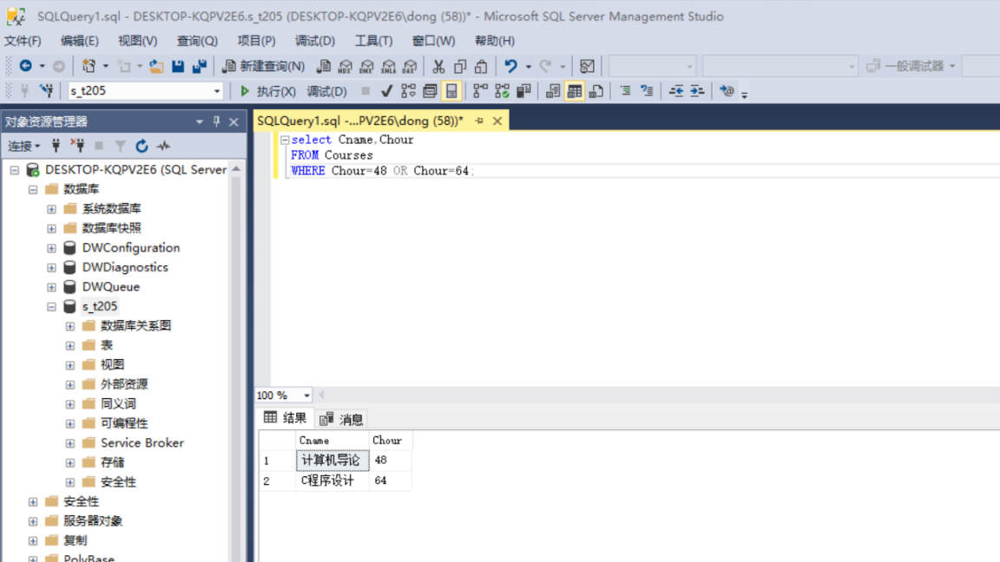 SQLQuery1.sql - DESKTOP-KQPV2E6.s_t205 (DESKTOP-KQPV2E6\dong (58))* - Microsoft SQL Server Management Studio
文件(F) 编辑(E) 视图(V) 查询(Q) 项目(P) 调试(D) 工具(T) 窗口(W) 帮助(H)
新建查询(N) MDX DMX XMLA DAX 一般调试器
s_t205 执行(X) 调试(D)
对象资源管理器
连接
DESKTOP-KQPV2E6 (SQL Server
数据库
系统数据库
数据库快照
DWConfiguration
DWDiagnostics
DWQueue
s_t205
数据库关系图
表
视图
外部资源
同义词
可编程性
Service Broker
存储
安全性
安全性
服务器对象
复制
PolyBase
SQLQuery1.sql -...PV2E6\dong (58))*
select Cname,Chour
FROM Courses
WHERE Chour=48 OR Chour=64;
100 %
结果 消息
Cname Chour
1 计算机导论 48
2 C程序设计 64